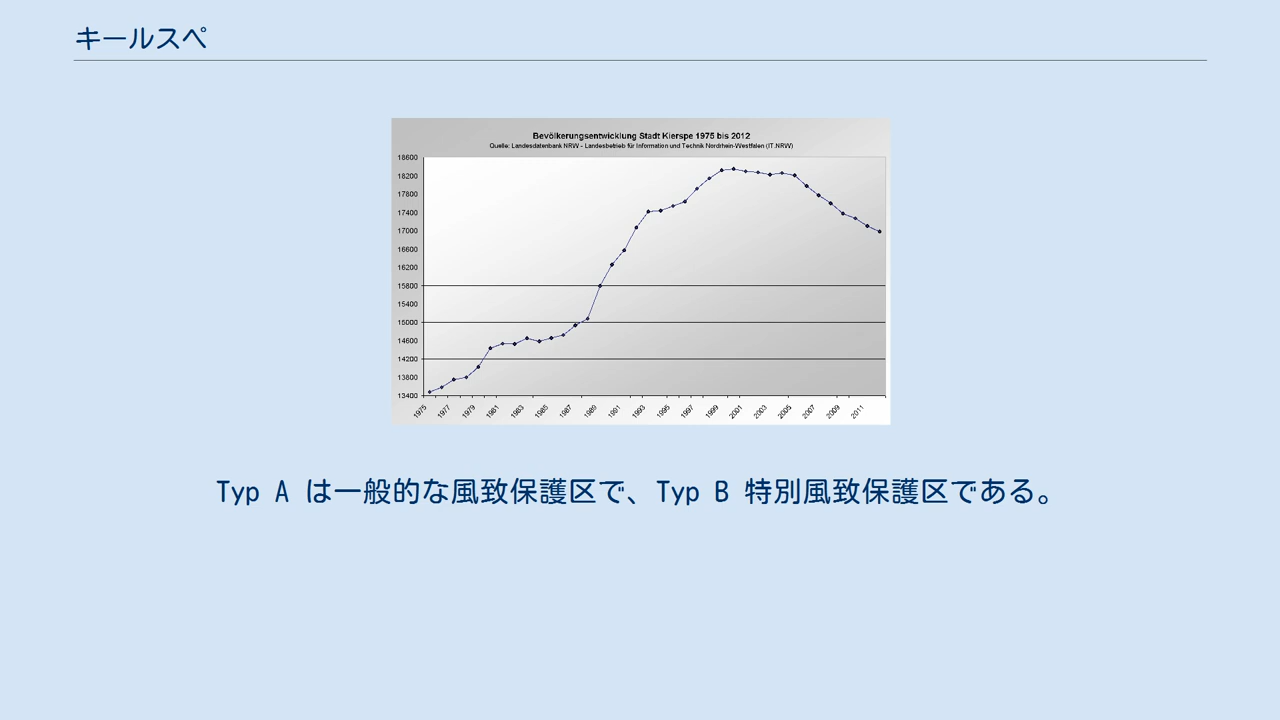 キールスペ
Bevölkerungsentwicklung Stadt Kierspe 1975 bis 2012
Quelle: Landesdatenbank NRW - Landesbetrieb für Information und Technik Nordrhein-Westfalen (IT.NRW)
18600
18200
17800
17400
17000
16600
16200
15800
15400
15000
14600
14200
13800
13400
1975 1977 1979 1981 1983 1985 1987 1989 1991 1993 1995 1997 1999 2001 2003 2005 2007 2009 2011
Typ A は一般的な風致保護区で、Typ B 特別風致保護区である。